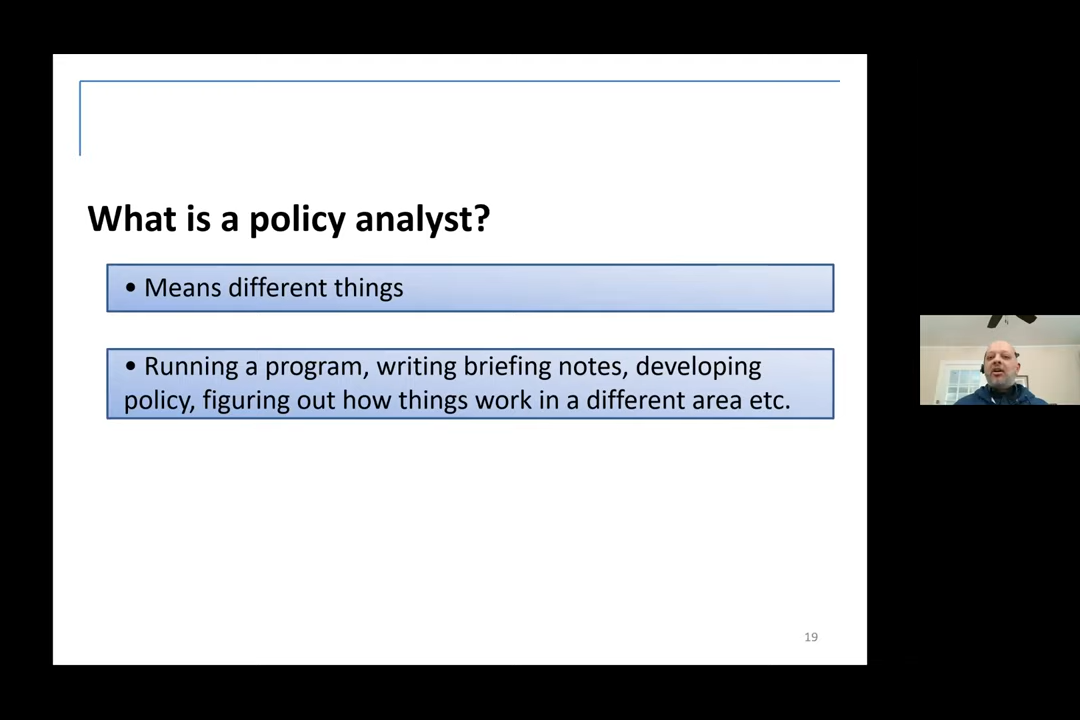 What is a policy analyst?
• Means different things
• Running a program, writing briefing notes, developing
policy, figuring out how things work in a different area etc.
19